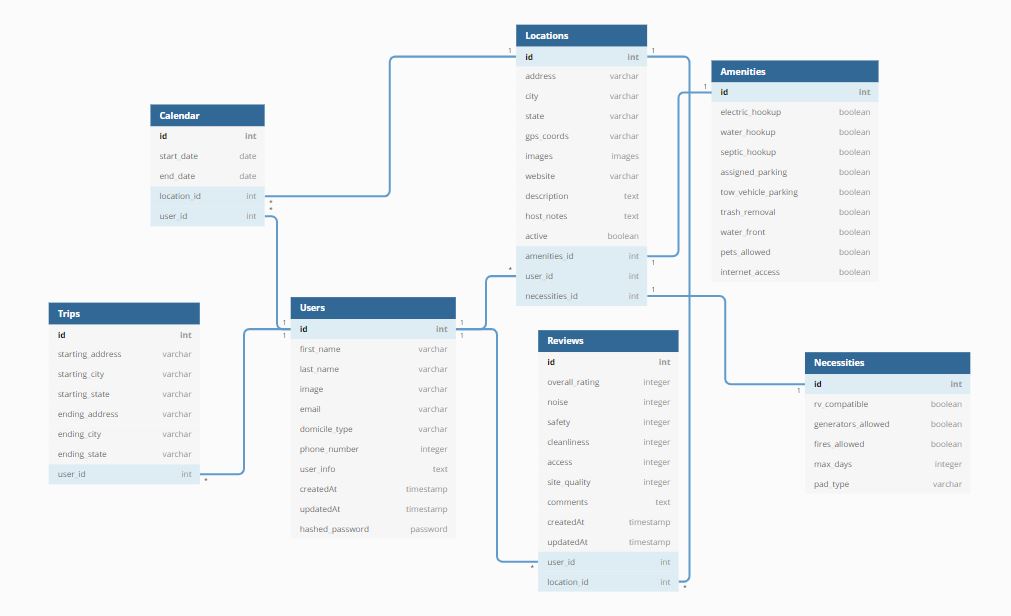 Locations
1 id int 1
address varchar
city varchar
state varchar
gps_coords varchar
images images
website varchar
description text
host_notes text
active boolean
amenities_id int
1
* user_id int
necessities_id int 1
Amenities
1 id int
electric_hookup boolean
water_hookup boolean
septic_hookup boolean
assigned_parking boolean
tow_vehicle_parking boolean
trash_removal boolean
water_front boolean
pets_allowed boolean
internet_access boolean
Calendar
id int
start_date date
end_date date
location_id int *
user_id int *
Trips
id int
starting_address varchar
starting_city varchar
starting_state varchar
ending_address varchar
ending_city varchar
ending_state varchar
user_id int *
Users
1 id int 1
1 1
first_name varchar
last_name varchar
image varchar
email varchar
domicile_type varchar
phone_number integer
user_info text
createdAt timestamp
updatedAt timestamp
hashed_password password
Reviews
id int
overall_rating integer
noise integer
safety integer
cleanliness integer
access integer
site_quality integer
comments text
createdAt timestamp
updatedAt timestamp
* user_id int
location_id int *
Necessities
1 id int
rv_compatible boolean
generators_allowed boolean
fires_allowed boolean
max_days integer
pad_type varchar